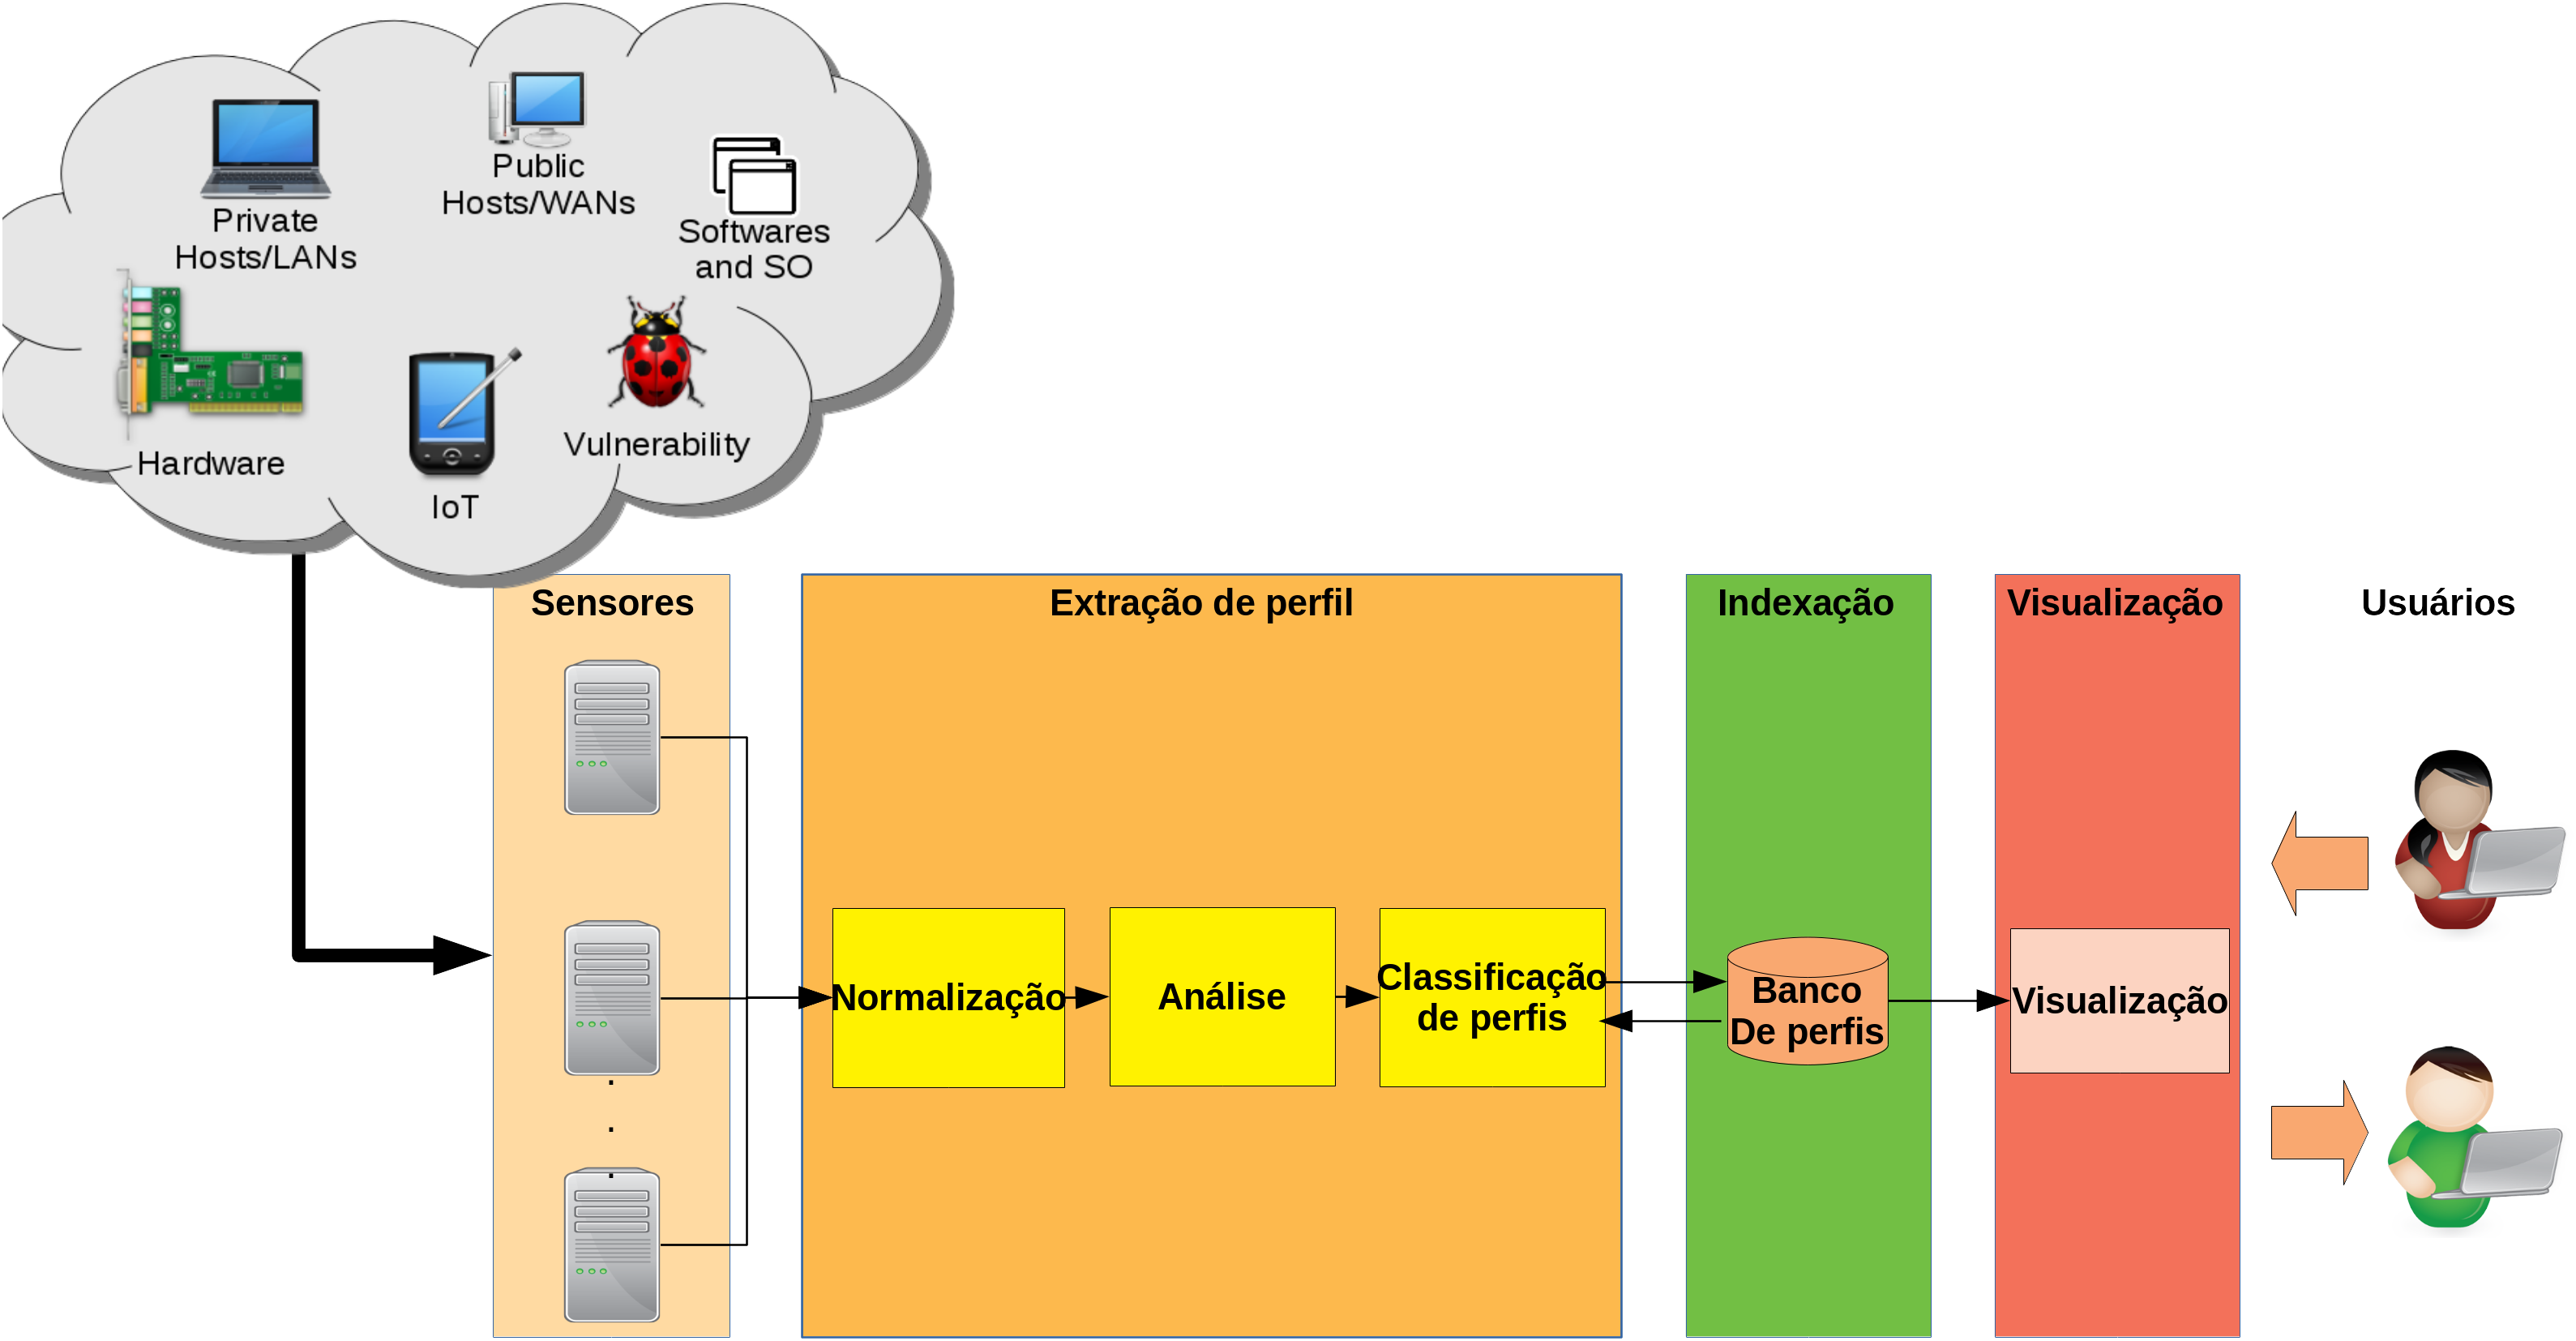 Public
Hosts/WANs
Private
Hosts/LANs
Softwares
and SO
Hardware
IoT
Vulnerability
Sensores
Extração de perfil
Indexação
Visualização
Usuários
Normalização
Análise
Classificação
de perfis
Banco
De perfis
Visualização
.
.
.